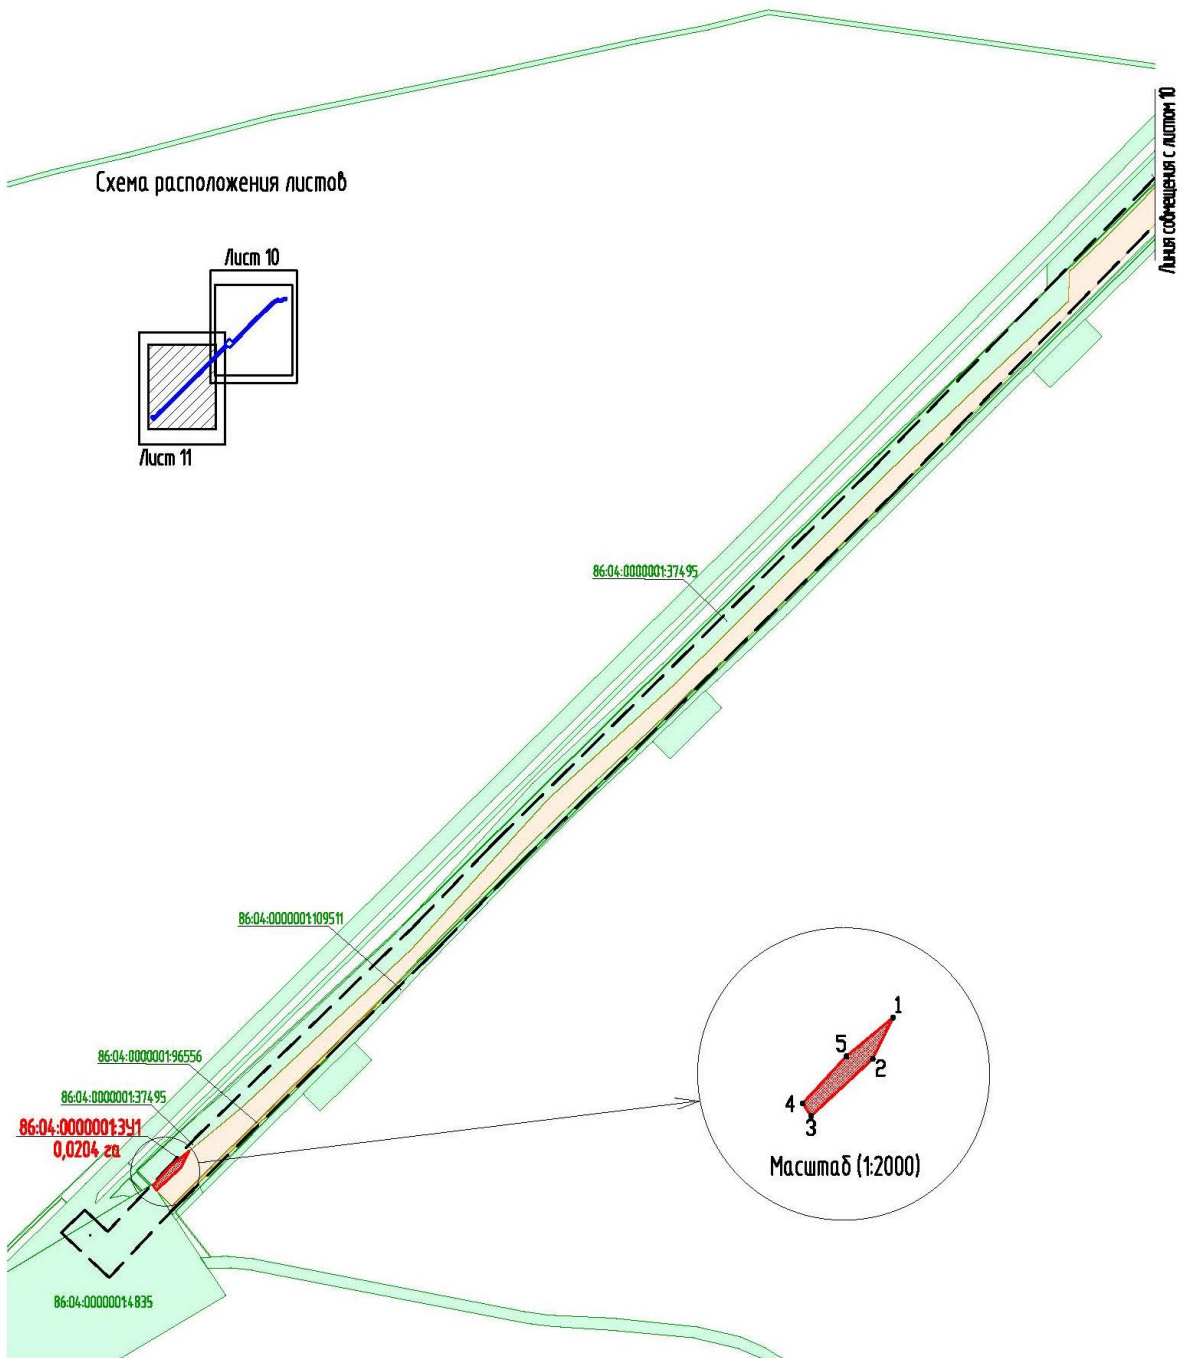 Линия совмещения с листом 10
Схема расположения листов
Лист 10
Лист 11
86:04:0000001:37495
86:04:0000001:109511
86:04:0000001:96556
86:04:0000001:37495
86:04:0000001:ЗУ1
0,0204 га
1
5
2
4
3
Масштаб (1:2000)
86:04:0000001:4835